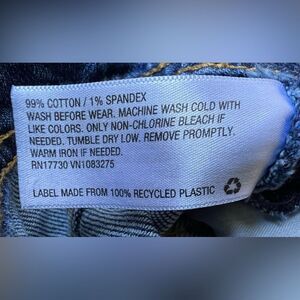 99% COTTON / 1% SPANDEX
WASH BEFORE WEAR. MACHINE WASH COLD WITH
LIKE COLORS. ONLY NON-CHLORINE BLEACH IF
NEEDED. TUMBLE DRY LOW. REMOVE PROMPTLY.
WARM IRON IF NEEDED.
RN17730 VN1083275
LABEL MADE FROM 100% RECYCLED PLASTIC